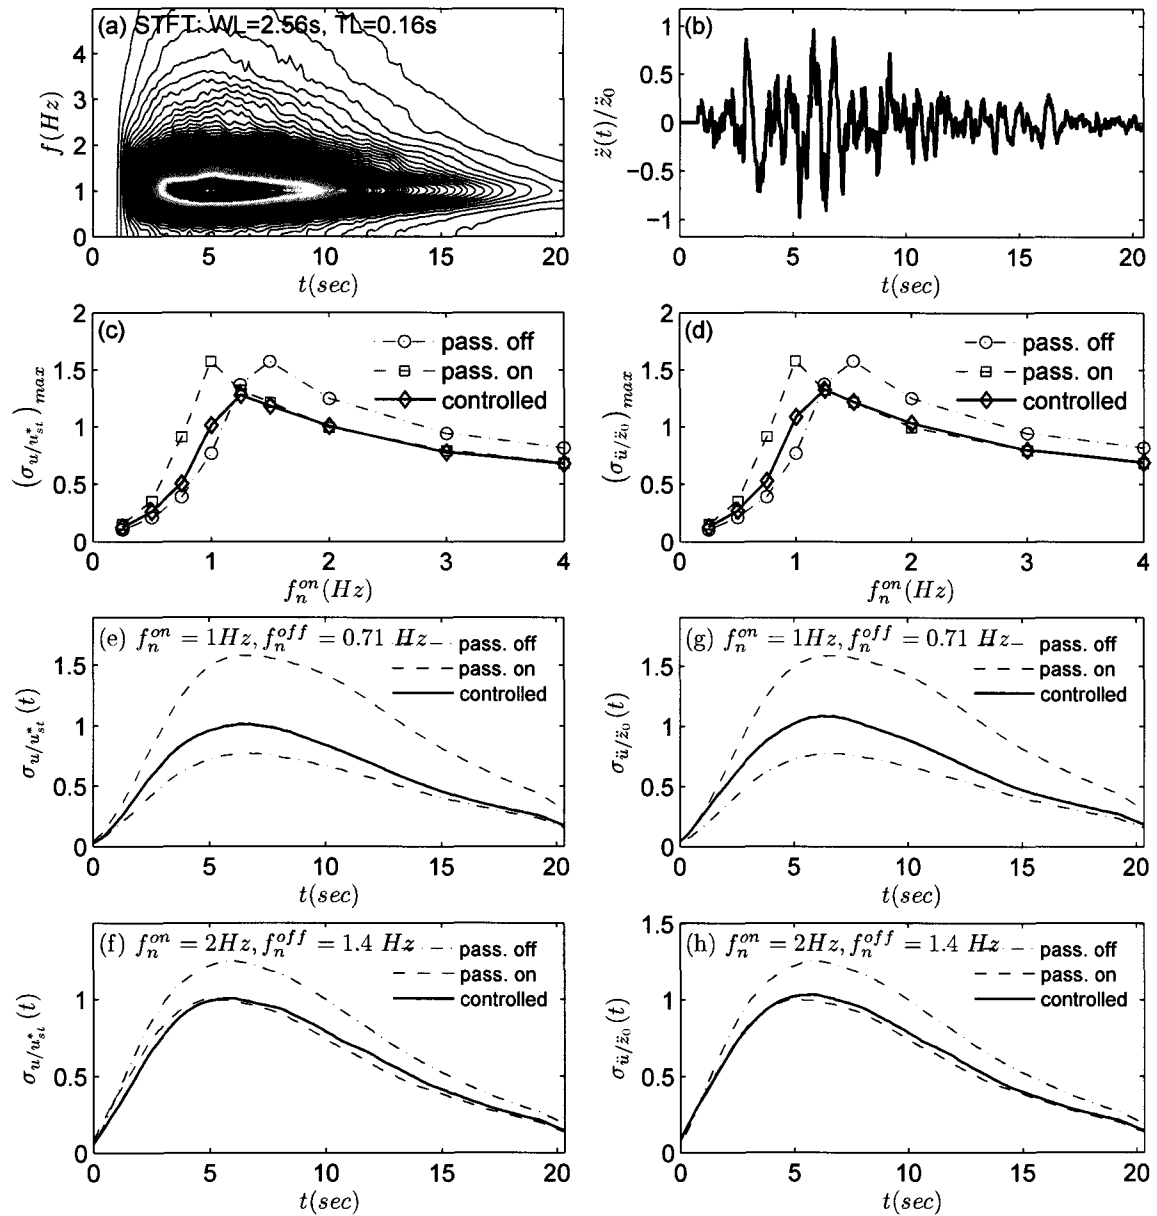 (a) STFT: WL=2.56s, TL=0.16s
4
3
2
1
0
f(Hz)
0 5 10 15 20
t(sec)
(b)
1
0.5
0
−0.5
−1
z̈(t)/z̈₀
0 5 10 15 20
t(sec)
(c)
pass. off
pass. on
controlled
2
1.5
1
0.5
0
(σ_{u/u*_{st}})_{max}
0 1 2 3 4
f_n^{on}(Hz)
(d)
pass. off
pass. on
controlled
2
1.5
1
0.5
0
(σ_{ü/z̈₀})_{max}
0 1 2 3 4
f_n^{on}(Hz)
(e) f_n^{on} = 1Hz, f_n^{off} = 0.71 Hz
pass. off
pass. on
controlled
1.5
1
0.5
0
σ_{u/u*_{st}}(t)
0 5 10 15 20
t(sec)
(g) f_n^{on} = 1Hz, f_n^{off} = 0.71 Hz
pass. off
pass. on
controlled
1.5
1
0.5
0
σ_{ü/z̈₀}(t)
0 5 10 15 20
t(sec)
(f) f_n^{on} = 2Hz, f_n^{off} = 1.4 Hz
pass. off
pass. on
controlled
1
0.5
0
σ_{u/u*_{st}}(t)
0 5 10 15 20
t(sec)
(h) f_n^{on} = 2Hz, f_n^{off} = 1.4 Hz
pass. off
pass. on
controlled
1.5
1
0.5
0
σ_{ü/z̈₀}(t)
0 5 10 15 20
t(sec)